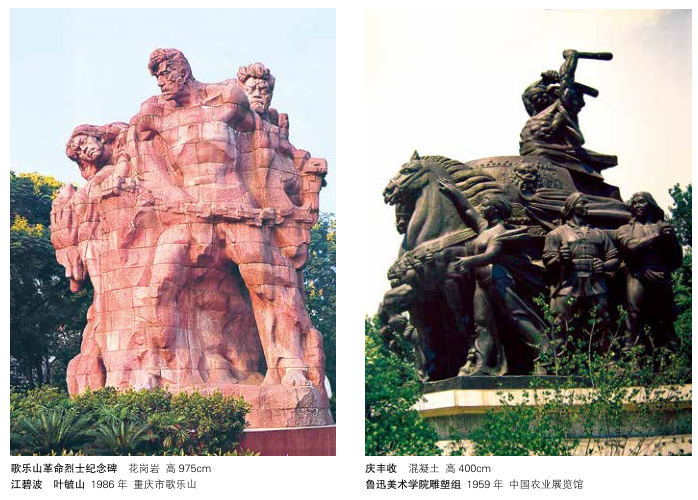 歌乐山革命烈士纪念碑 花岗岩 高 975cm
江碧波 叶毓山 1986 年 重庆市歌乐山
庆丰收 混凝土 高 400cm
鲁迅美术学院雕塑组 1959 年 中国农业展览馆